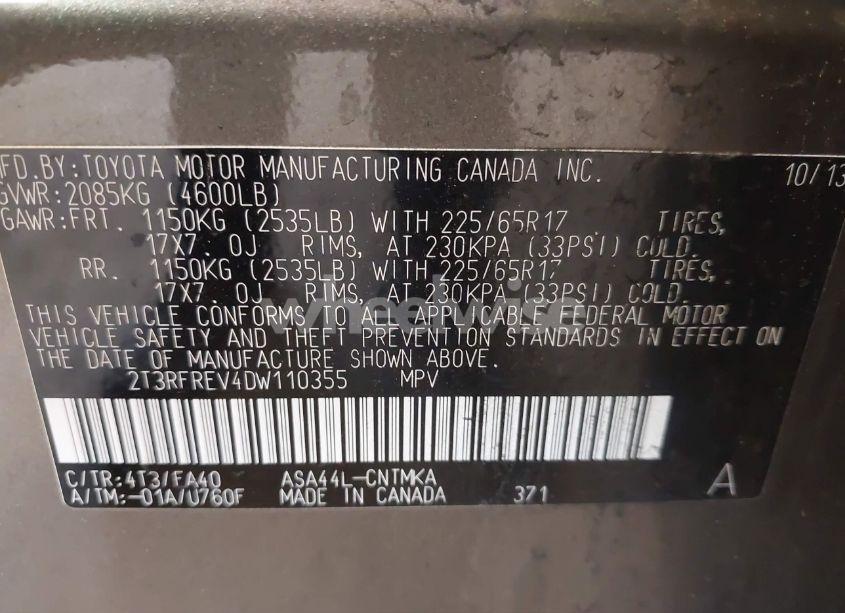 MFD.BY:TOYOTA MOTOR MANUFACTURING CANADA INC. 10/13
GVWR:2085KG (4600LB)
GAWR:FRT. 1150KG (2535LB) WITH 225/65R17 TIRES,
17X7.0J RIMS, AT 230KPA (33PSI) COLD.
RR. 1150KG (2535LB) WITH 225/65R17 TIRES,
17X7.0J RIMS, AT 230KPA (33PSI) COLD.
THIS VEHICLE CONFORMS TO ALL APPLICABLE FEDERAL MOTOR
VEHICLE SAFETY AND THEFT PREVENTION STANDARDS IN EFFECT ON
THE DATE OF MANUFACTURE SHOWN ABOVE.
2T3RFREV4DW110355 MPV
C/TR:4T3/FA40 ASA44L-CNTMKA
A/TM:-01A/U760F MADE IN CANADA 371 A
wheelwise